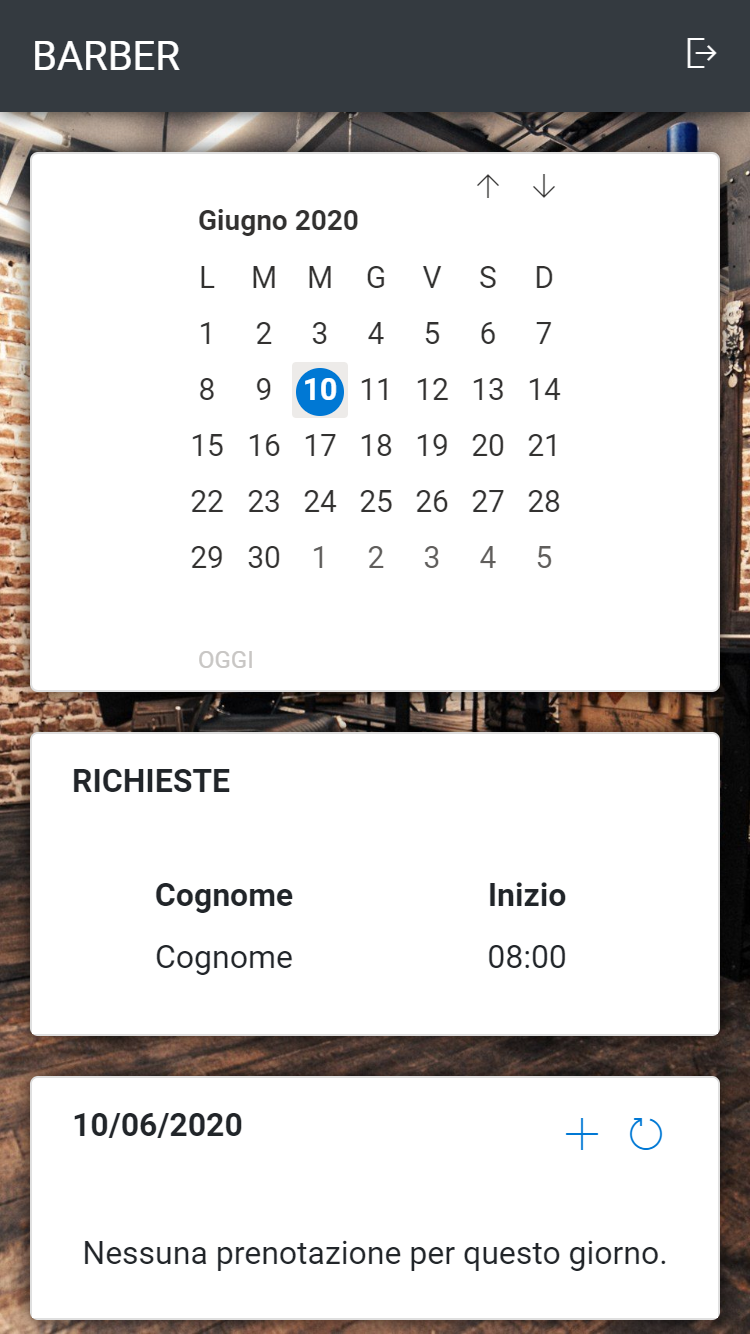 BARBER
Giugno 2020
L M M G V S D
1 2 3 4 5 6 7
8 9 10 11 12 13 14
15 16 17 18 19 20 21
22 23 24 25 26 27 28
29 30 1 2 3 4 5
OGGI
RICHIESTE
Cognome Inizio
Cognome 08:00
10/06/2020
Nessuna prenotazione per questo giorno.